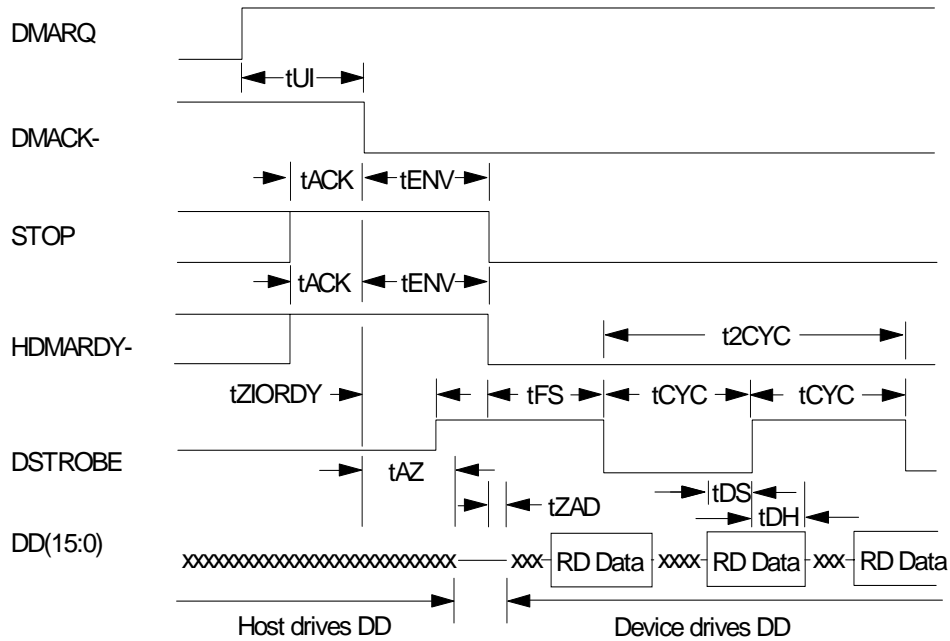 DMARQ
tUI
DMACK-
tACK tENV
STOP
tACK tENV
HDMARDY-
t2CYC
tZIORDY tFS tCYC tCYC
DSTROBE
tAZ
tDS
tZAD
tDH
DD(15:0)
XXXXXXXXXXXXXXXXXXXXXXXXXX XXX RD Data XXXX RD Data XXX RD Data
Host drives DD Device drives DD